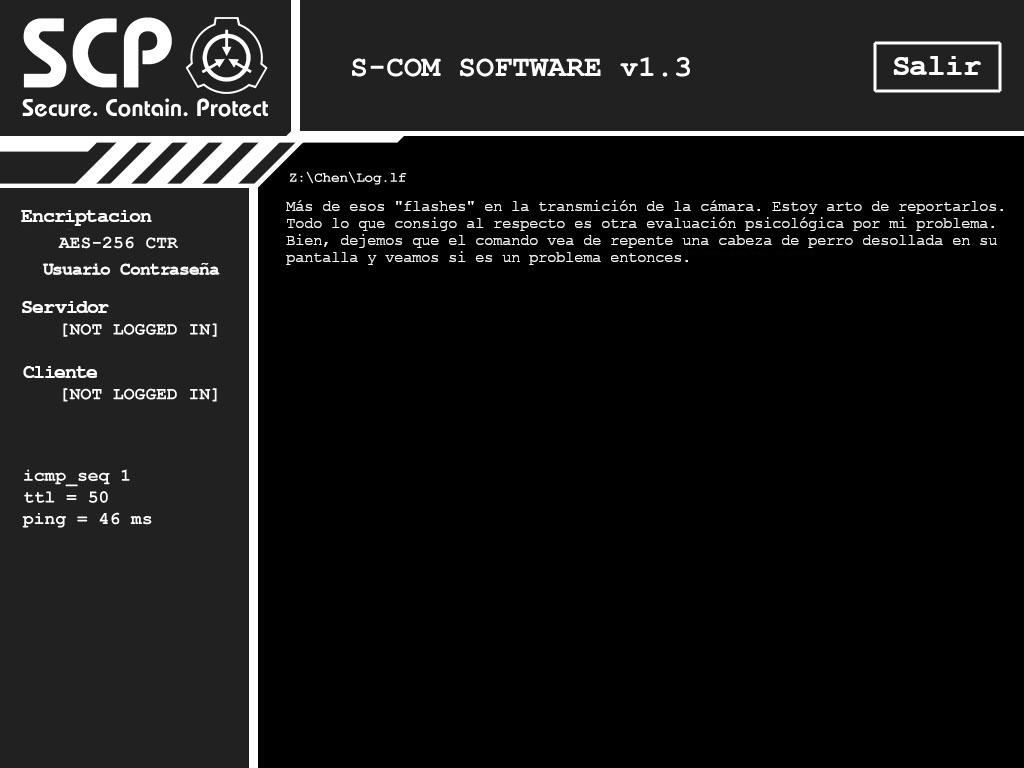 SCP
Secure. Contain. Protect
S-COM SOFTWARE v1.3
Salir
Z:\Chen\Log.lf
Más de esos "flashes" en la transmición de la cámara. Estoy arto de reportarlos.
Todo lo que consigo al respecto es otra evaluación psicológica por mi problema.
Bien, dejemos que el comando vea de repente una cabeza de perro desollada en su
pantalla y veamos si es un problema entonces.
Encriptacion
AES-256 CTR
Usuario Contraseña
Servidor
[NOT LOGGED IN]
Cliente
[NOT LOGGED IN]
icmp_seq 1
ttl = 50
ping = 46 ms